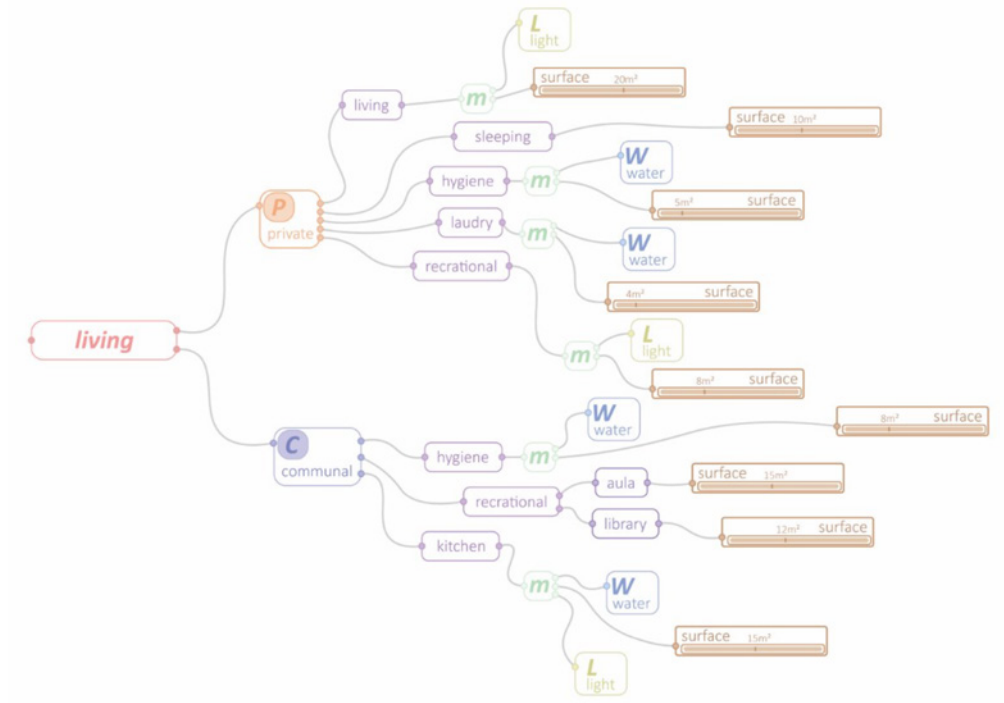 L
light
surface 20m²
living
m
surface 10m²
sleeping
W
water
hygiene
m
5m² surface
P
private
laudry
m
W
water
recrational
4m² surface
L
light
living
m
8m² surface
W
water
8m² surface
C
communal
hygiene
m
aula
surface 15m²
recrational
library
12m² surface
kitchen
m
W
water
surface 15m²
L
light